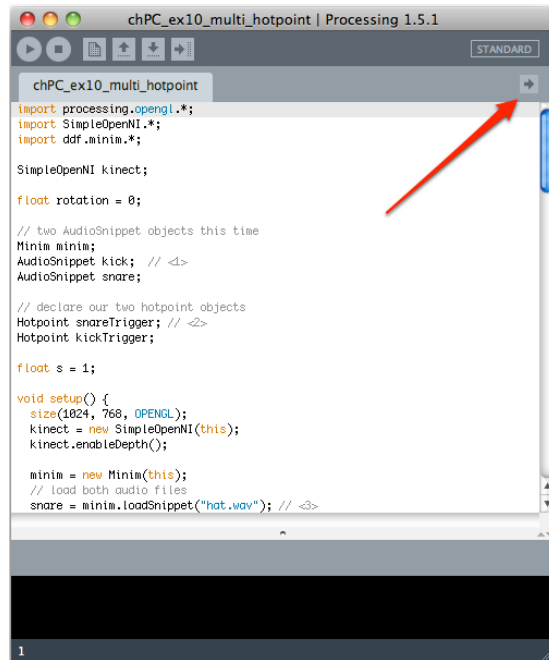 chPC_ex10_multi_hotpoint | Processing 1.5.1
STANDARD
chPC_ex10_multi_hotpoint
import processing.opengl.*;
import SimpleOpenNI.*;
import ddf.minim.*;
SimpleOpenNI kinect;
float rotation = 0;
// two AudioSnippet objects this time
Minim minim;
AudioSnippet kick; // <1>
AudioSnippet snare;
// declare our two hotpoint objects
Hotpoint snareTrigger; // <2>
Hotpoint kickTrigger;
float s = 1;
void setup() {
size(1024, 768, OPENGL);
kinect = new SimpleOpenNI(this);
kinect.enableDepth();
minim = new Minim(this);
// load both audio files
snare = minim.loadSnippet("hat.wav"); // <3>
1